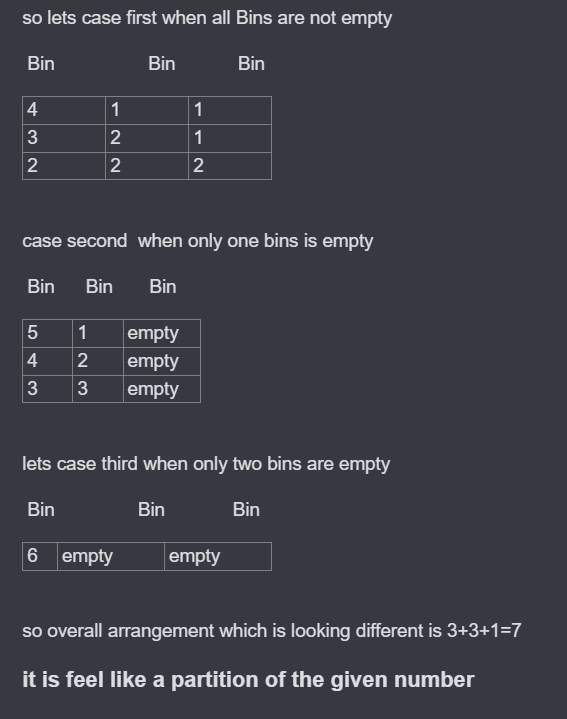 so lets case first when all Bins are not empty
Bin Bin Bin
4 1 1
3 2 1
2 2 2
case second when only one bins is empty
Bin Bin Bin
5 1 empty
4 2 empty
3 3 empty
lets case third when only two bins are empty
Bin Bin Bin
6 empty empty
so overall arrangement which is looking different is 3+3+1=7
it is feel like a partition of the given number